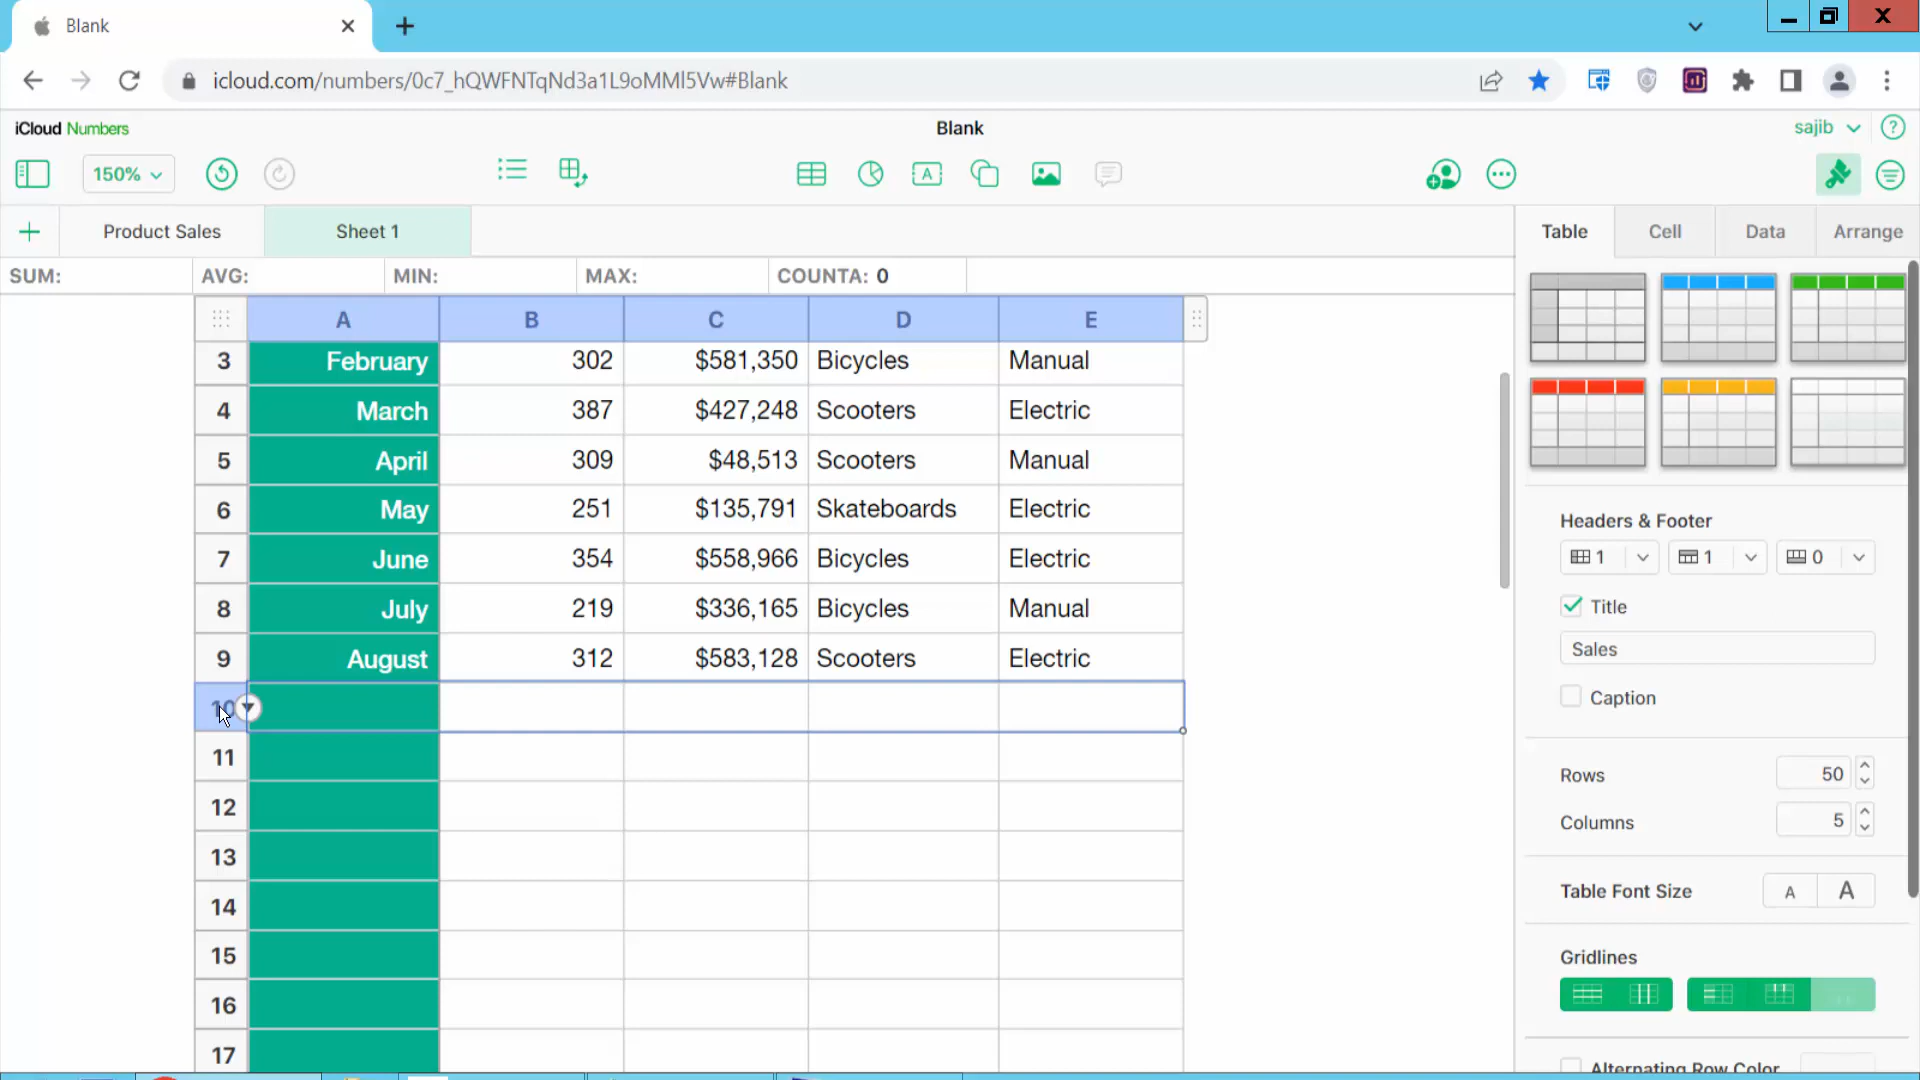 Blank
icloud.com/numbers/0c7_hQWFNTqNd3a1L9oMMl5Vw#Blank
iCloud Numbers
Blank
sajib
150%
Product Sales
Sheet 1
Table
Cell
Data
Arrange
SUM:
AVG:
MIN:
MAX:
COUNTA: 0
A B C D E
3 February 302 $581,350 Bicycles Manual
4 March 387 $427,248 Scooters Electric
5 April 309 $48,513 Scooters Manual
6 May 251 $135,791 Skateboards Electric
7 June 354 $558,966 Bicycles Electric
8 July 219 $336,165 Bicycles Manual
9 August 312 $583,128 Scooters Electric
10
11
12
13
14
15
16
17
Headers & Footer
1 1 0
Title
Sales
Caption
Rows 50
Columns 5
Table Font Size A A
Gridlines
Alternating Row Color